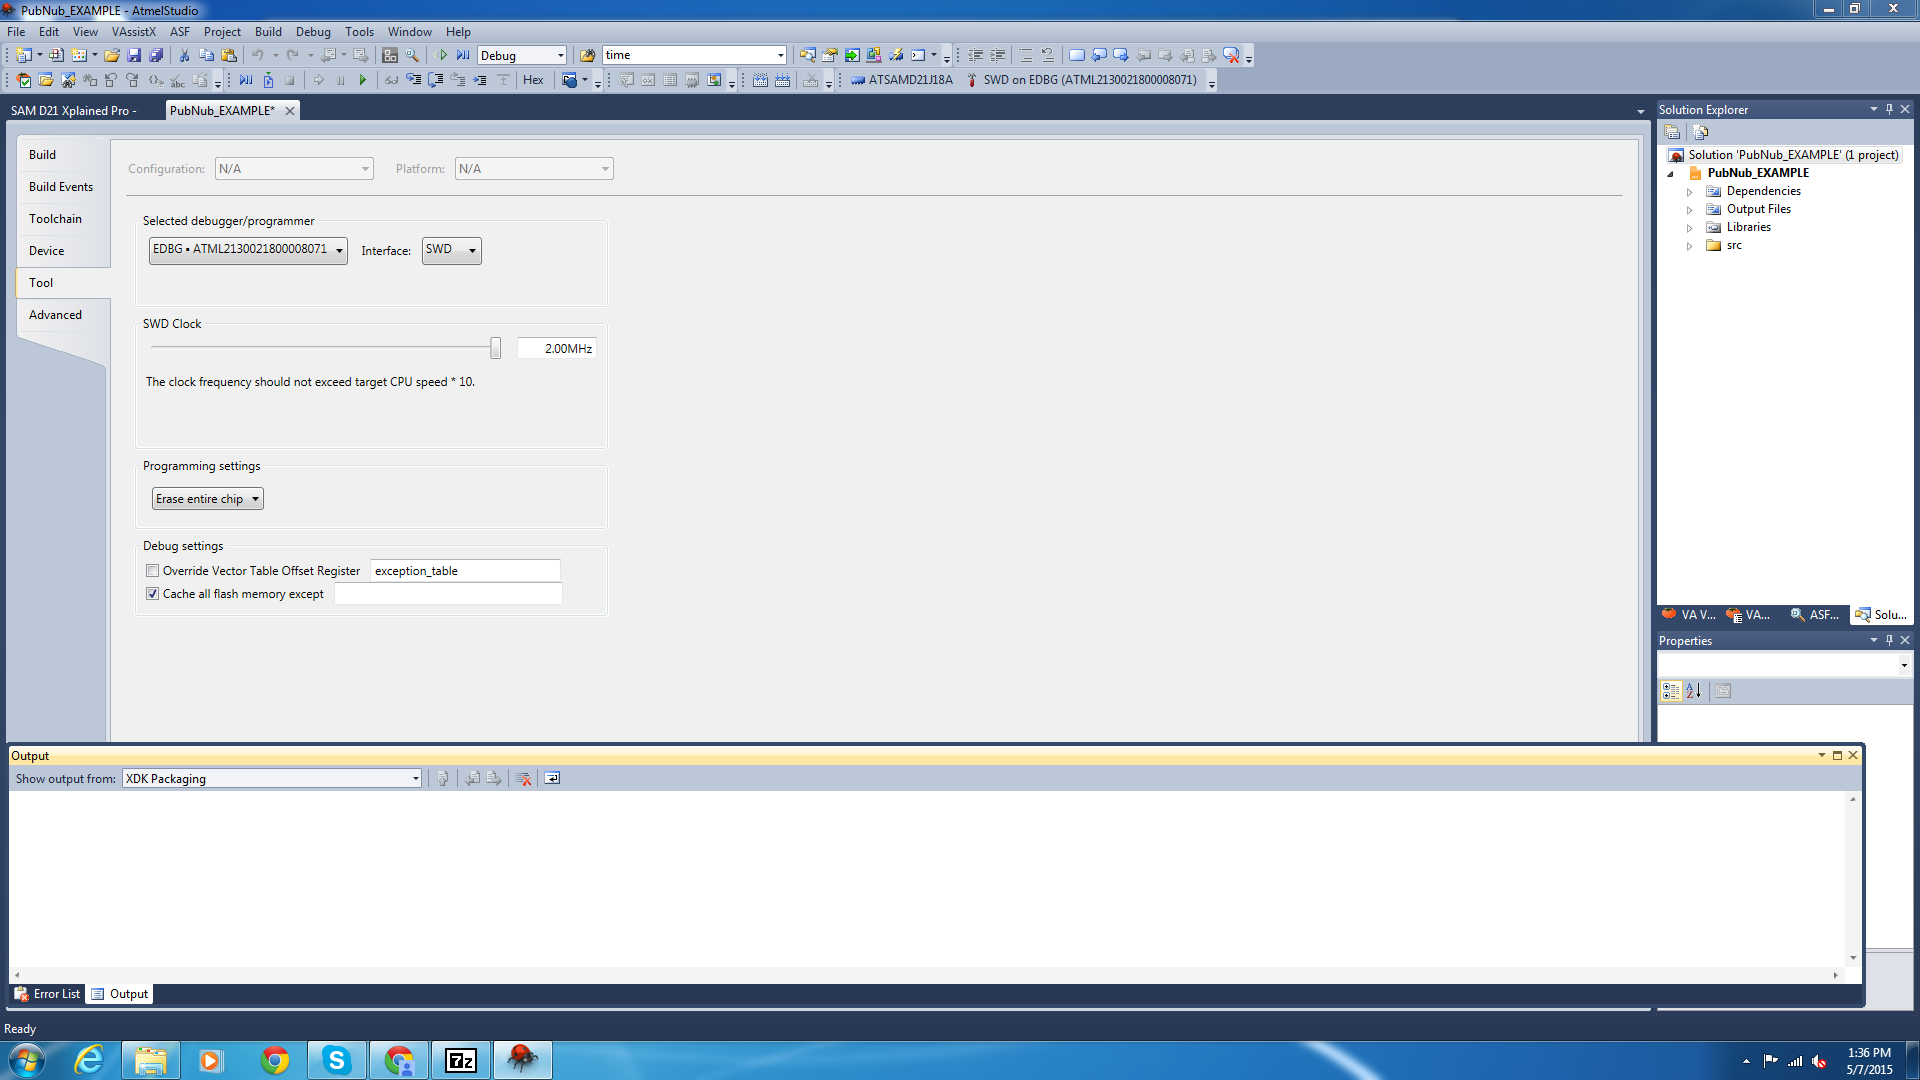 PubNub_EXAMPLE - AtmelStudio
File Edit View VAssistX ASF Project Build Debug Tools Window Help
Debug time
Hex ATSAMD21J18A SWD on EDBG (ATML2130021800008071)
SAM D21 Xplained Pro - PubNub_EXAMPLE*
Build
Build Events
Toolchain
Device
Tool
Advanced
Configuration: N/A Platform: N/A
Selected debugger/programmer
EDBG • ATML2130021800008071 Interface: SWD
SWD Clock
2.00MHz
The clock frequency should not exceed target CPU speed * 10.
Programming settings
Erase entire chip
Debug settings
Override Vector Table Offset Register exception_table
Cache all flash memory except
Solution Explorer
Solution 'PubNub_EXAMPLE' (1 project)
PubNub_EXAMPLE
Dependencies
Output Files
Libraries
src
VA V... VA... ASF... Solu...
Properties
Output
Show output from: XDK Packaging
Error List Output
Ready
1:36 PM
5/7/2015